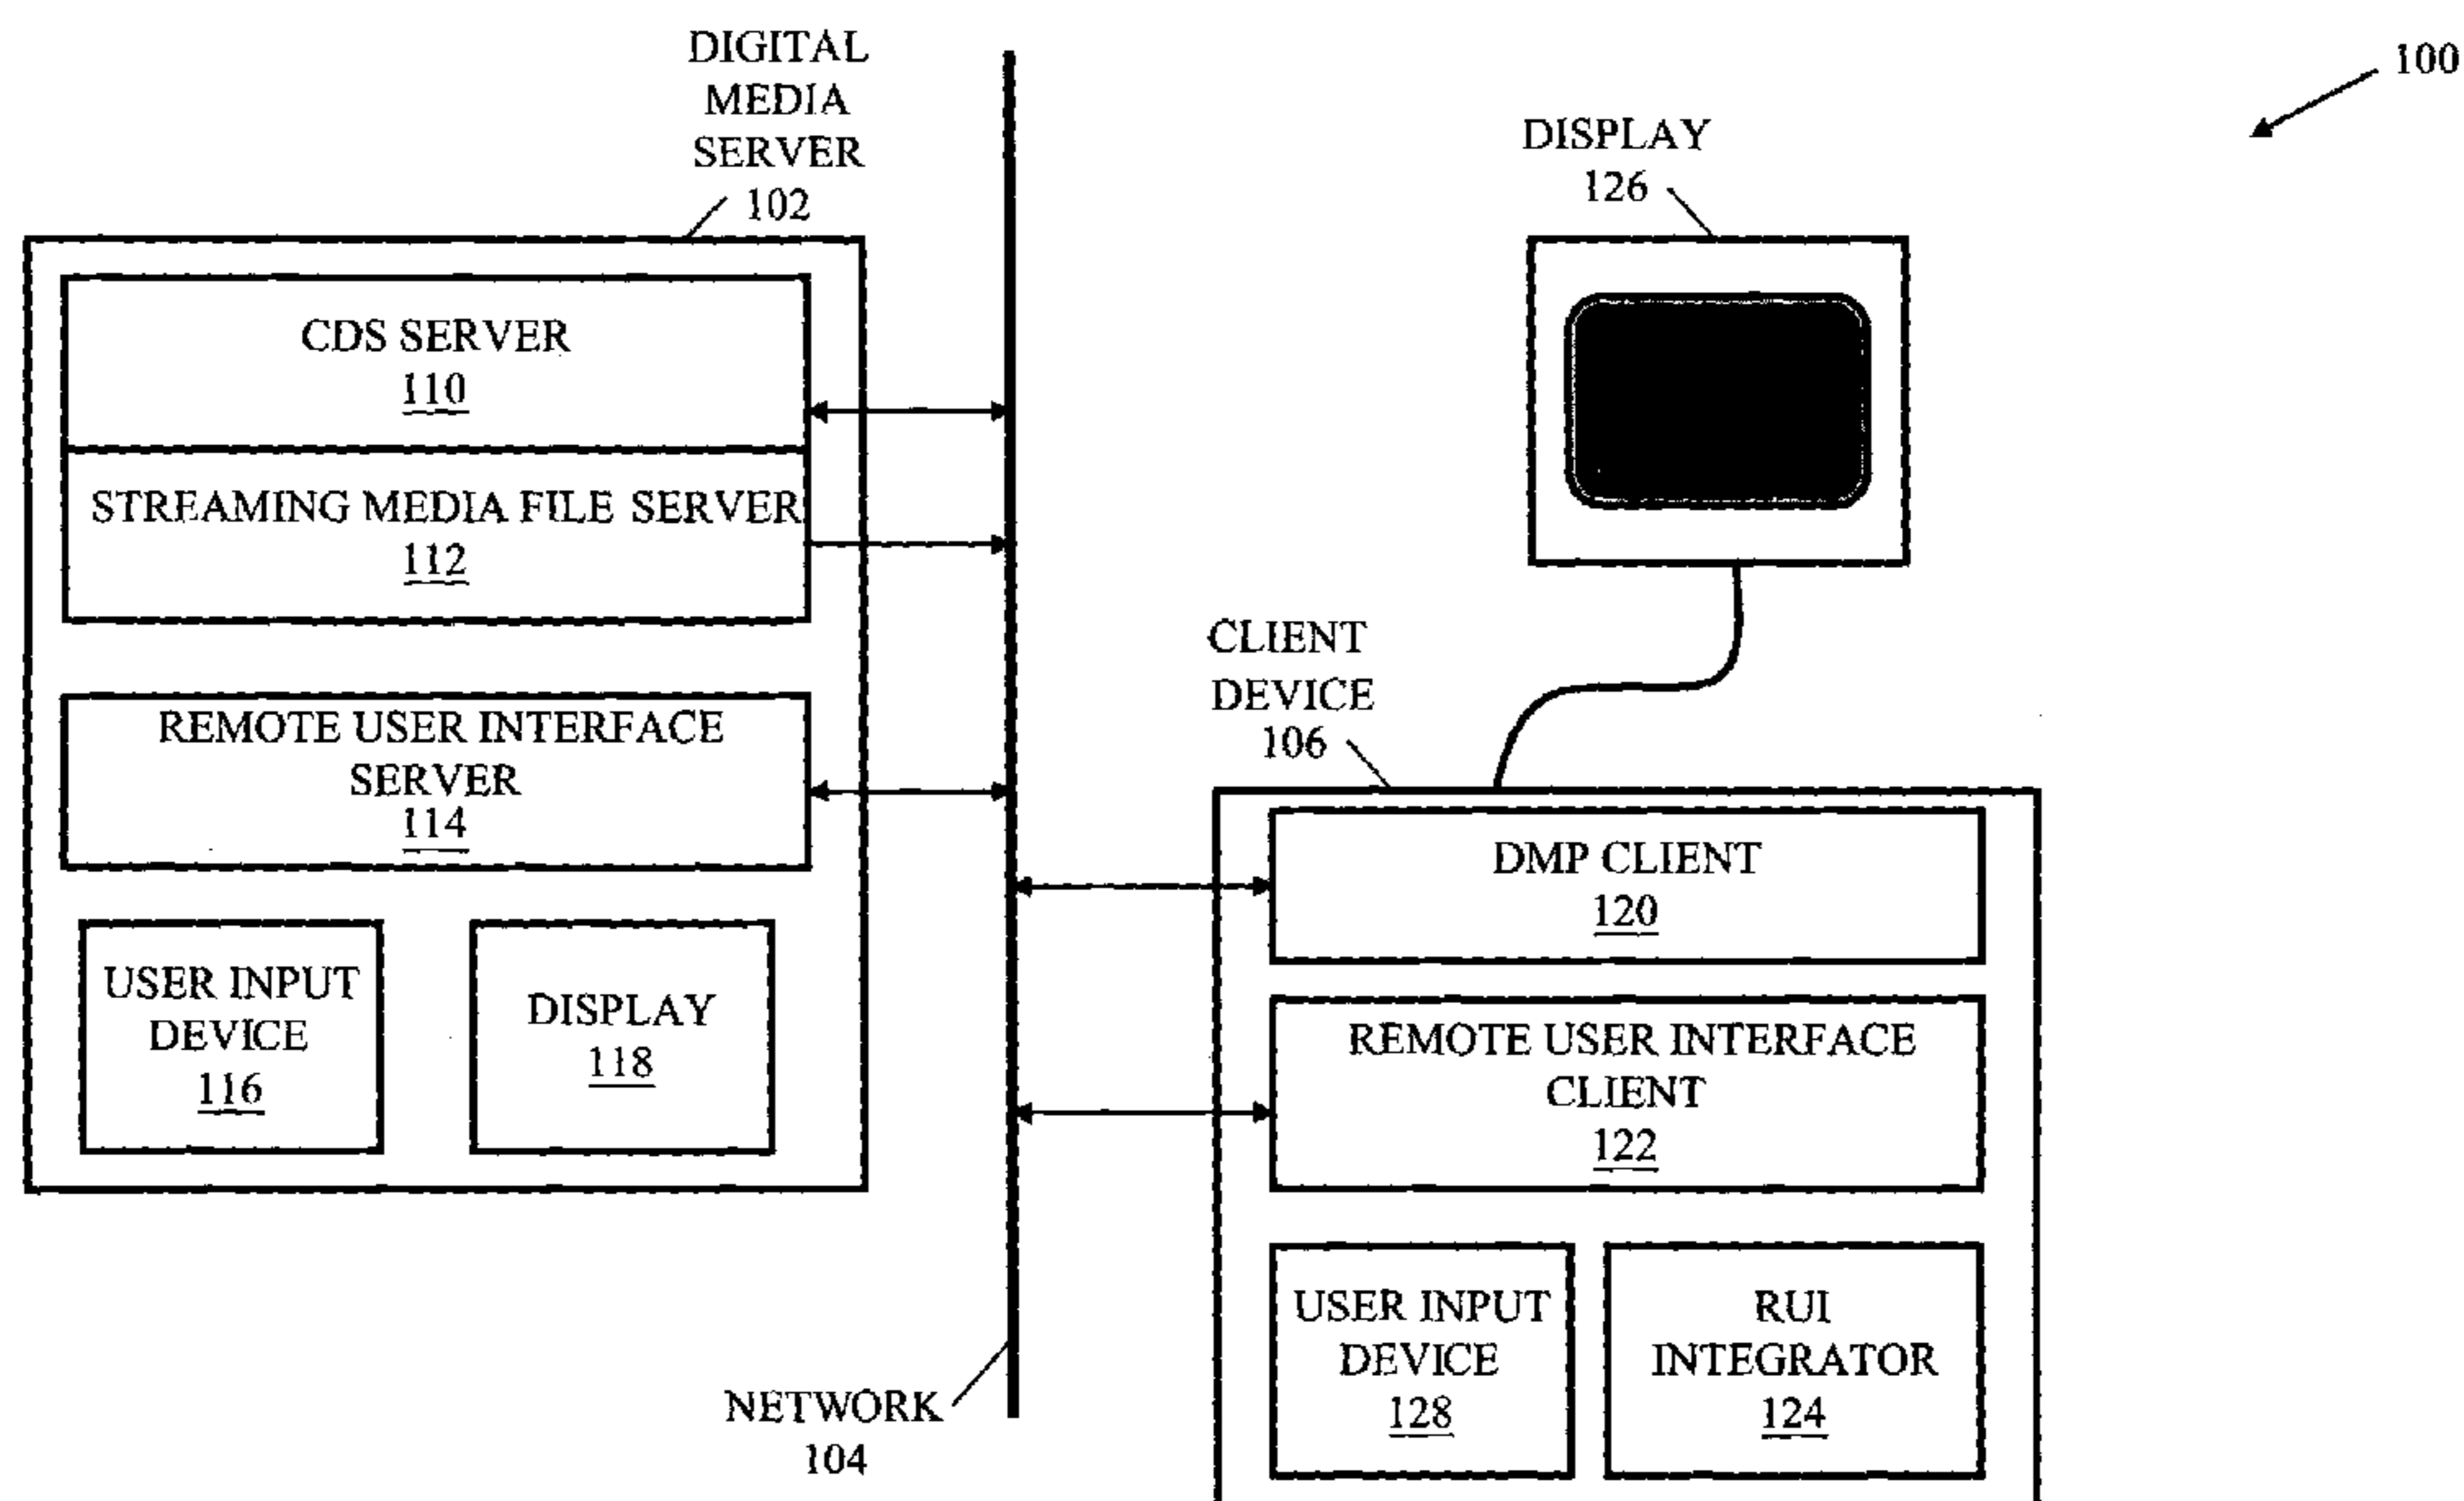 DIGITAL
MEDIA
SERVER
102
100
DISPLAY
126
CDS SERVER
110
STREAMING MEDIA FILE SERVER
112
REMOTE USER INTERFACE
SERVER
114
USER INPUT
DEVICE
116
DISPLAY
118
CLIENT
DEVICE
106
DMP CLIENT
120
REMOTE USER INTERFACE
CLIENT
122
USER INPUT
DEVICE
128
RUI
INTEGRATOR
124
NETWORK
104